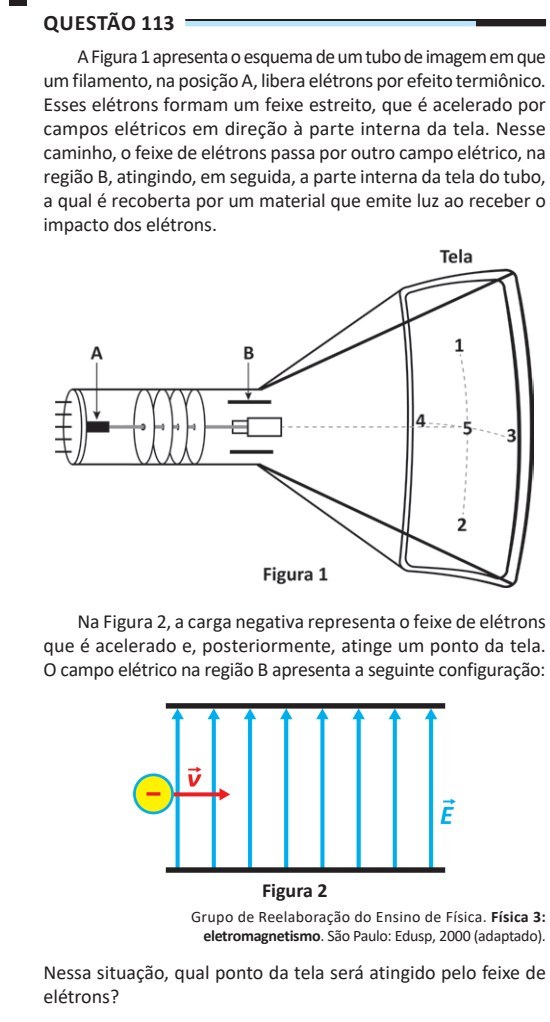 QUESTÃO 113
A Figura 1 apresenta o esquema de um tubo de imagem em que
um filamento, na posição A, libera elétrons por efeito termiônico.
Esses elétrons formam um feixe estreito, que é acelerado por
campos elétricos em direção à parte interna da tela. Nesse
caminho, o feixe de elétrons passa por outro campo elétrico, na
região B, atingindo, em seguida, a parte interna da tela do tubo,
a qual é recoberta por um material que emite luz ao receber o
impacto dos elétrons.
Tela
A
B
1
4
5
3
2
Figura 1
Na Figura 2, a carga negativa representa o feixe de elétrons
que é acelerado e, posteriormente, atinge um ponto da tela.
O campo elétrico na região B apresenta a seguinte configuração:
v⃗
−
E⃗
Figura 2
Grupo de Reelaboração do Ensino de Física. Física 3:
eletromagnetismo. São Paulo: Edusp, 2000 (adaptado).
Nessa situação, qual ponto da tela será atingido pelo feixe de
elétrons?